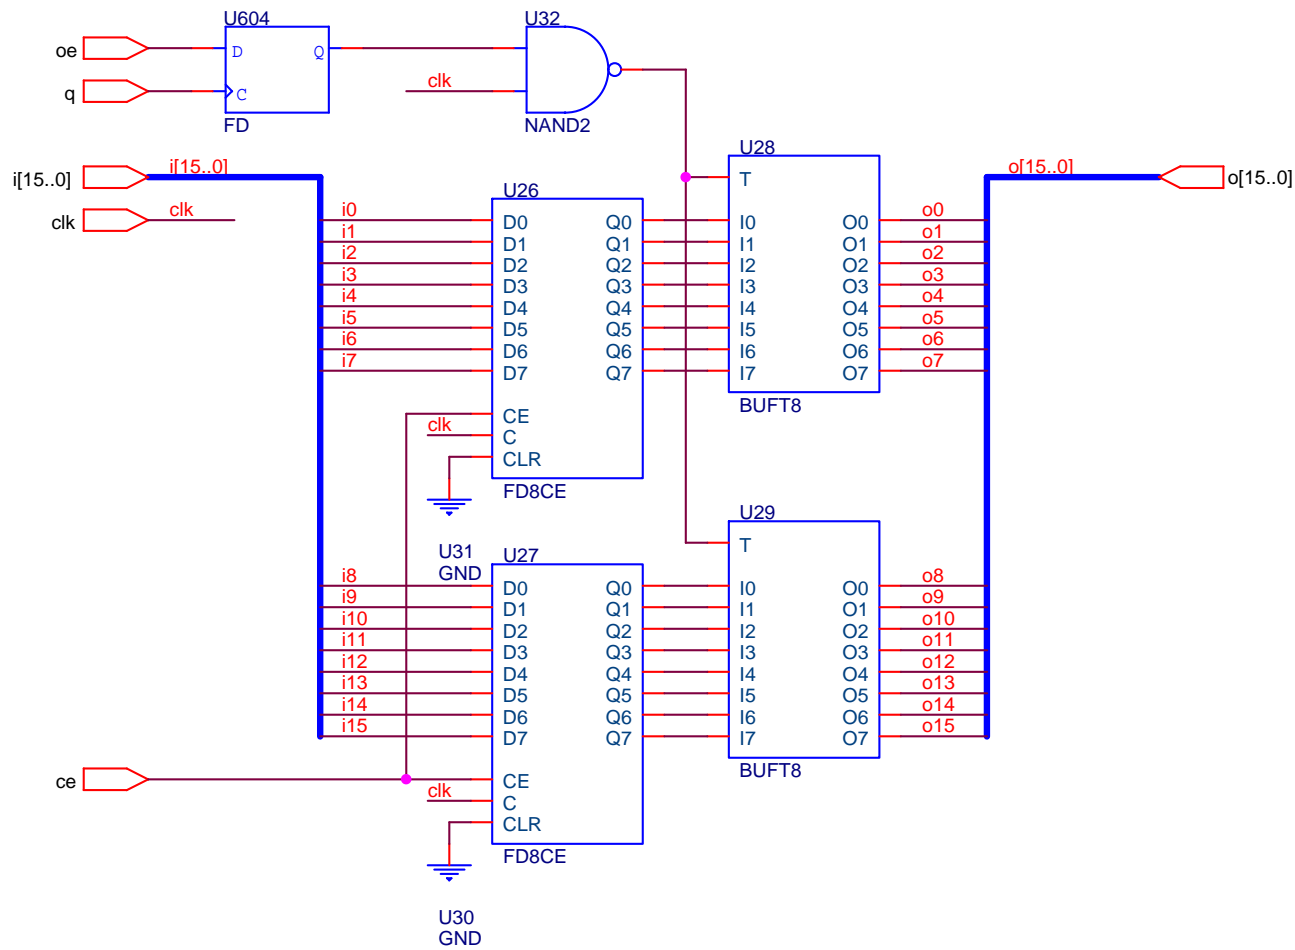 U604
U32
oe
D
Q
q
C
clk
FD
NAND2
U28
i[15..0]
i[15..0]
T
o[15..0]
o[15..0]
U26
clk
clk
i0
D0
Q0
I0
O0
o0
i1
D1
Q1
I1
O1
o1
i2
D2
Q2
I2
O2
o2
i3
D3
Q3
I3
O3
o3
i4
D4
Q4
I4
O4
o4
i5
D5
Q5
I5
O5
o5
i6
D6
Q6
I6
O6
o6
i7
D7
Q7
I7
O7
o7
BUFT8
CE
clk
C
CLR
FD8CE
U29
T
U31
GND
U27
i8
D0
Q0
I0
O0
o8
i9
D1
Q1
I1
O1
o9
i10
D2
Q2
I2
O2
o10
i11
D3
Q3
I3
O3
o11
i12
D4
Q4
I4
O4
o12
i13
D5
Q5
I5
O5
o13
i14
D6
Q6
I6
O6
o14
i15
D7
Q7
I7
O7
o15
BUFT8
ce
CE
clk
C
CLR
FD8CE
U30
GND